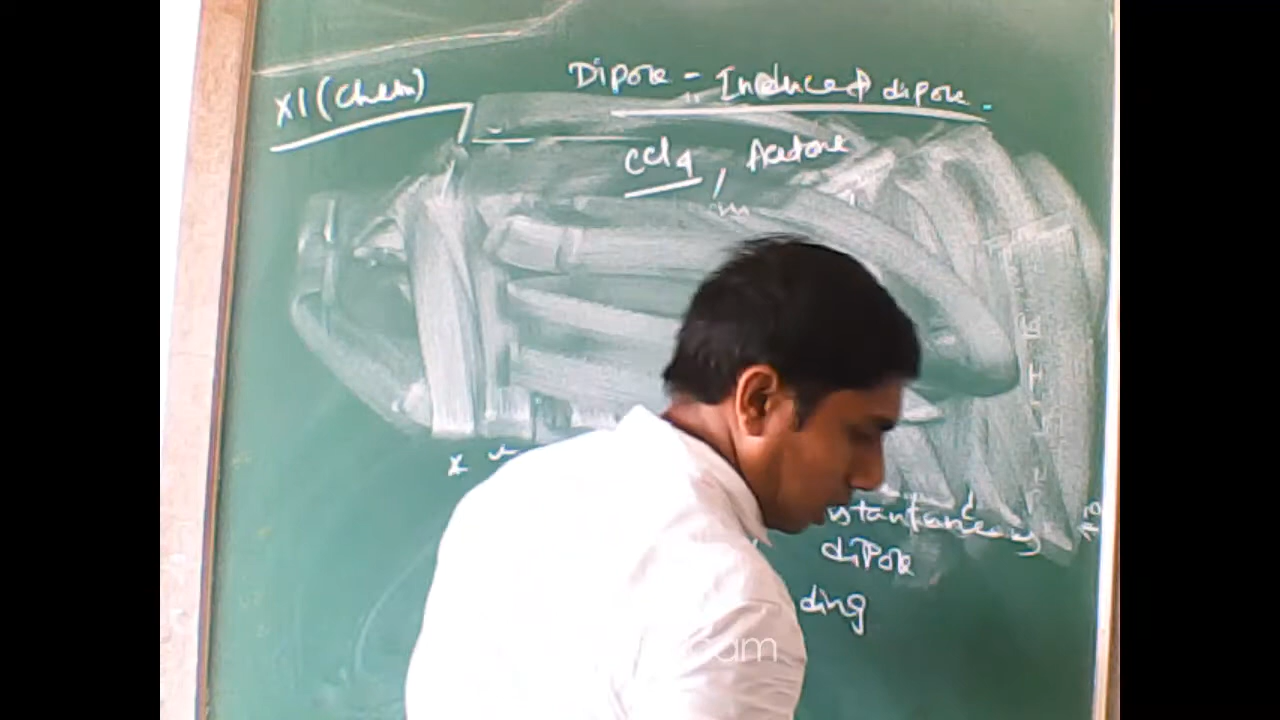 XI (Chem)
Dipole - Induced dipole.
CCl4, Acetone
stantaneous
dipole
ding